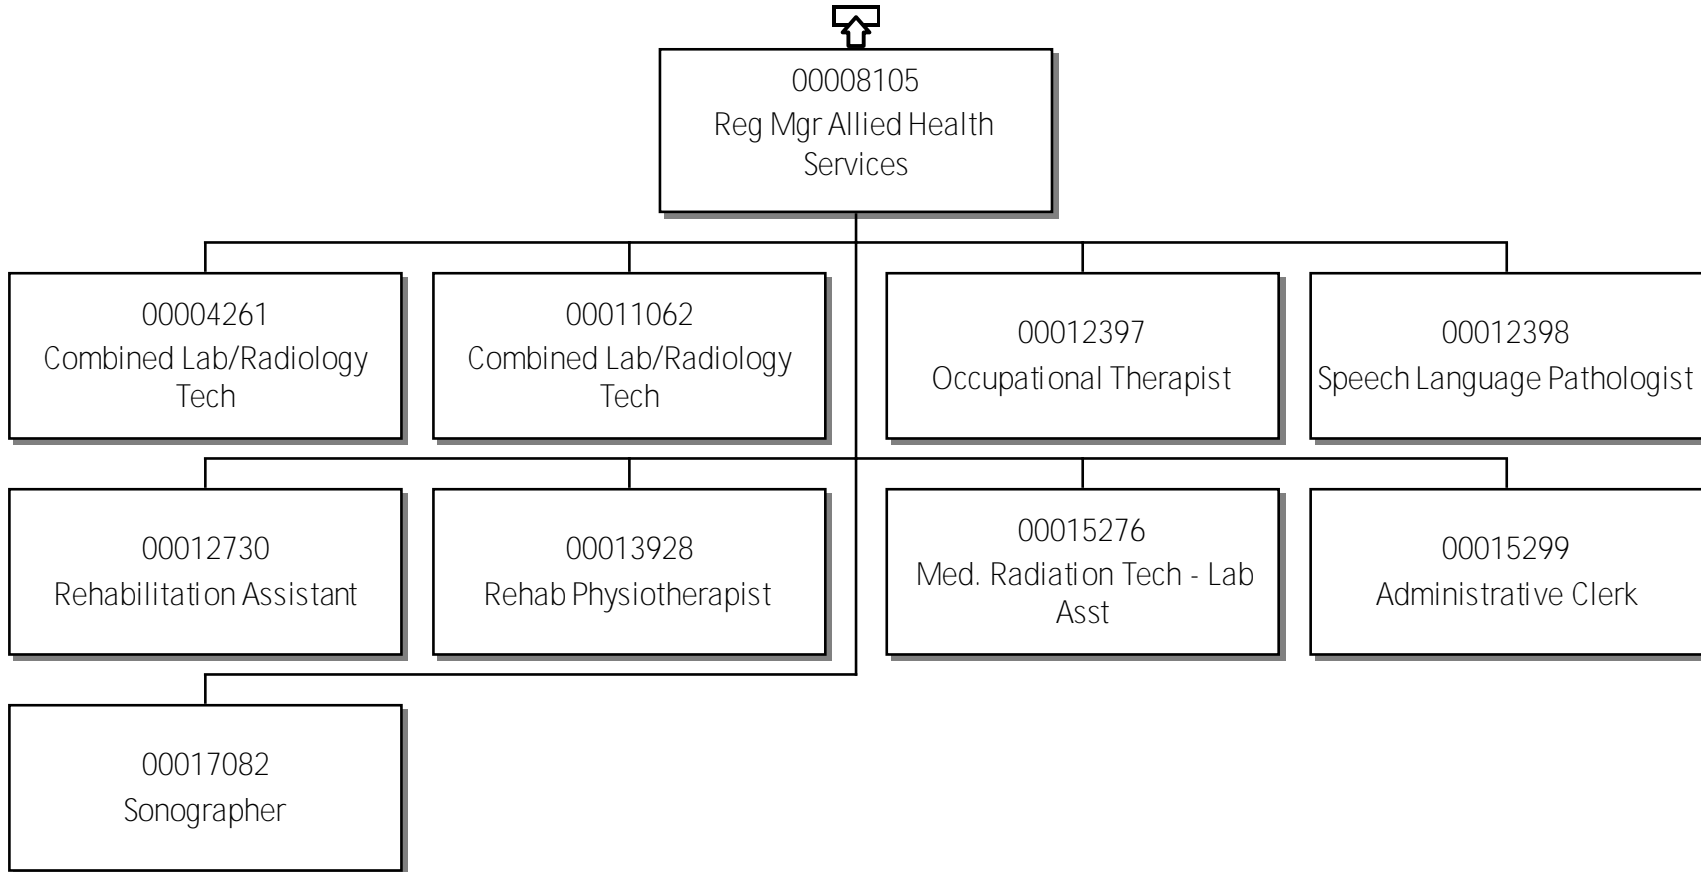 00008105
Reg Mgr Allied Health
Services
00004261
Combined Lab/Radiology
Tech
00011062
Combined Lab/Radiology
Tech
00012397
Occupational Therapist
00012398
Speech Language Pathologist
00012730
Rehabilitation Assistant
00013928
Rehab Physiotherapist
00015276
Med. Radiation Tech - Lab
Asst
00015299
Administrative Clerk
00017082
Sonographer